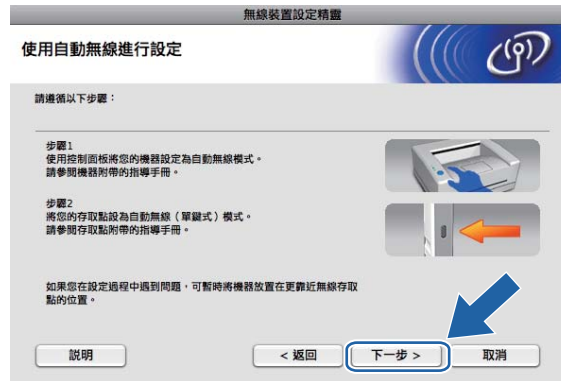 無線裝置設定精靈
使用自動無線進行設定
請遵循以下步驟：
步驟1
使用控制面板將您的機器設定為自動無線模式。
請參閱機器附帶的指導手冊。
步驟2
將您的存取點設為自動無線（單鍵式）模式。
請參閱存取點附帶的指導手冊。
如果您在設定過程中遇到問題，可暫時將機器放置在更靠近無線存取
點的位置。
說明
< 返回
下一步 >
取消